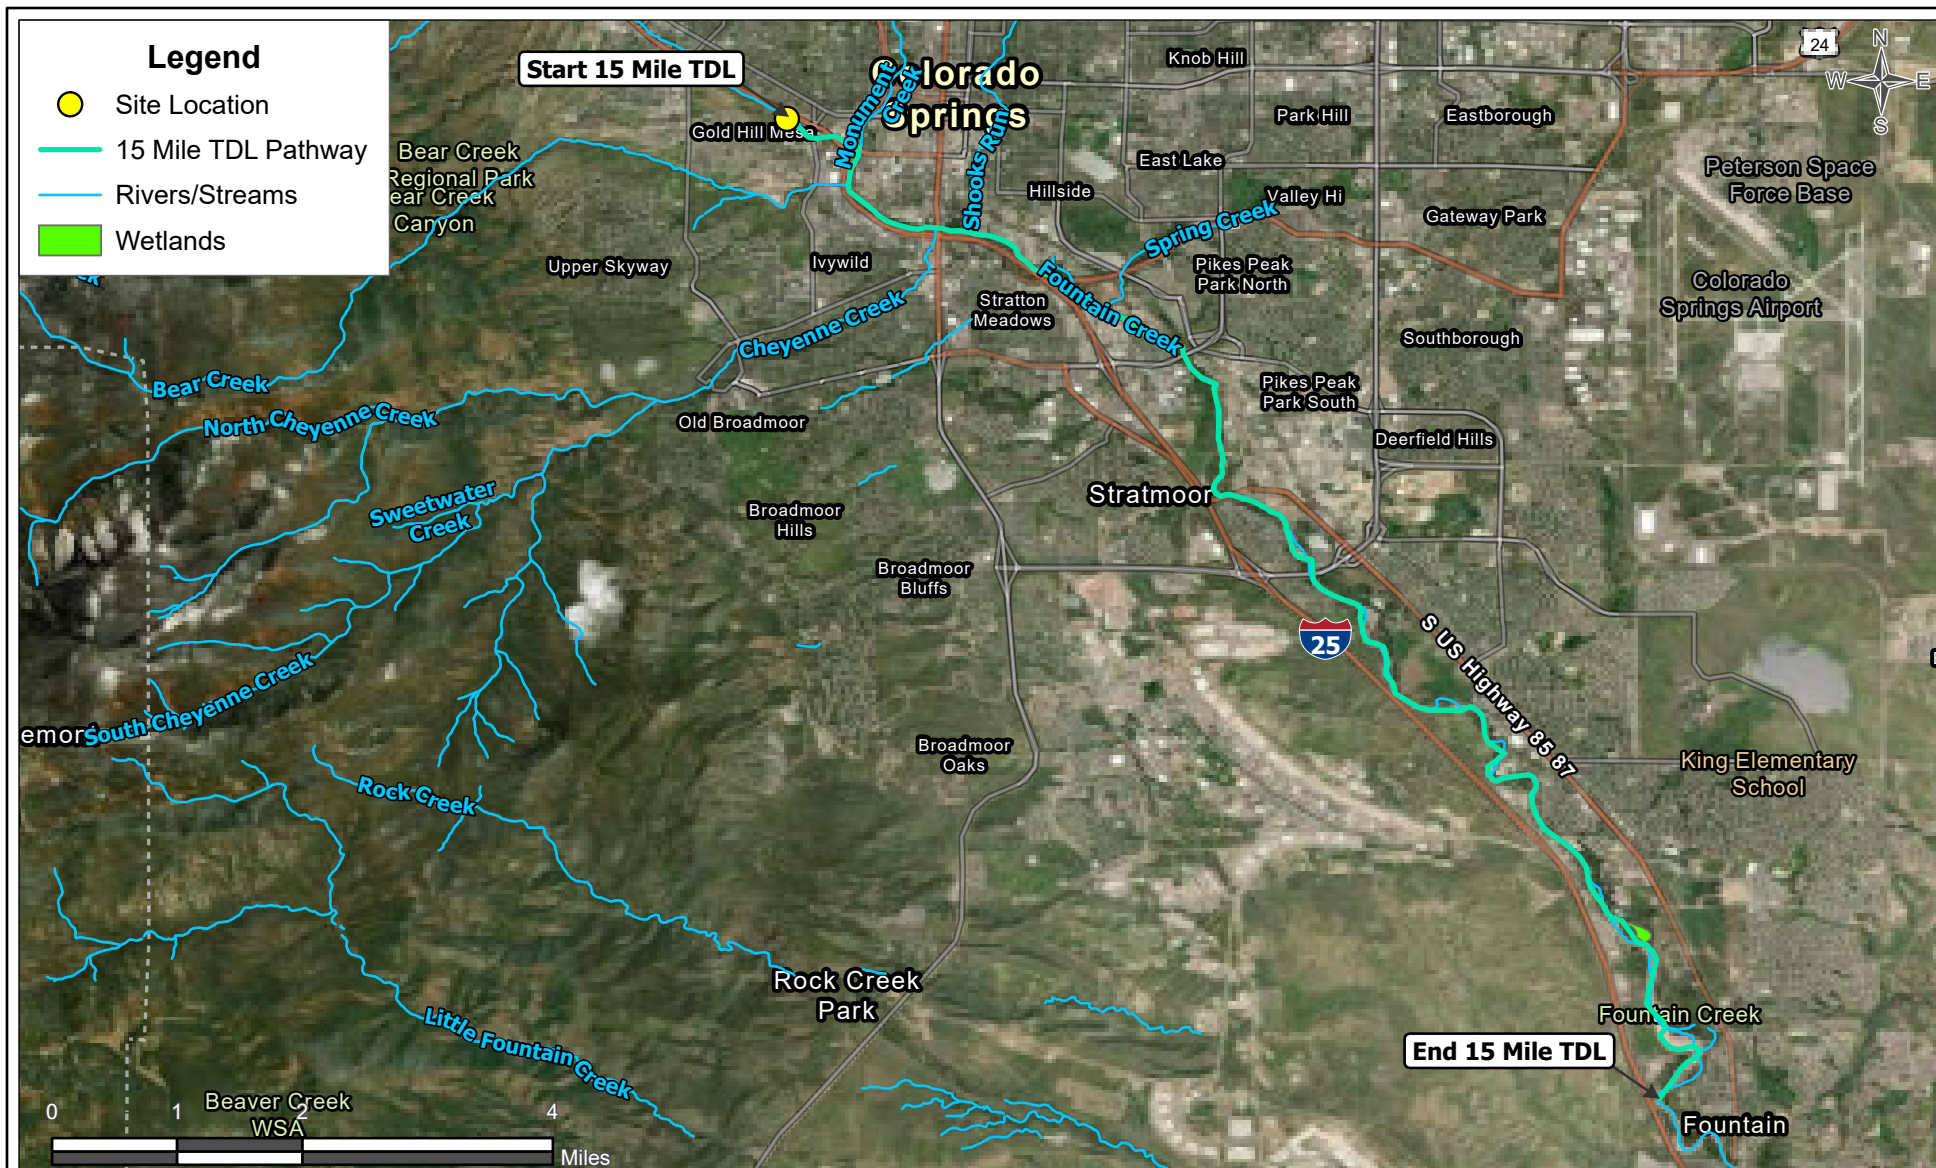 Legend
Site Location
15 Mile TDL Pathway
Rivers/Streams
Wetlands
Start 15 Mile TDL
Colorado
Springs
Monument
Creek
Shooks Run
Gold Hill Mesa
Knob Hill
24
N
W E
S
Park Hill
Eastborough
Bear Creek
Regional Park
ear Creek
Canyon
East Lake
Hillside
Valley Hi
Peterson Space
Force Base
Gateway Park
Spring Creek
Upper Skyway
Ivywild
Pikes Peak
Park North
Colorado
Springs Airport
Stratton
Meadows
Fountain Creek
Cheyenne Creek
Southborough
Bear Creek
North Cheyenne Creek
Pikes Peak
Park South
Old Broadmoor
Deerfield Hills
Sweetwater
Creek
Stratmoor
Broadmoor
Hills
Broadmoor
Bluffs
25
S US Highway 85 87
South Cheyenne Creek
emor
Broadmoor
Oaks
King Elementary
School
Rock Creek
Rock Creek
Park
Fountain Creek
Little Fountain Creek
End 15 Mile TDL
Beaver Creek
WSA
Fountain
0 1 2 4
Miles